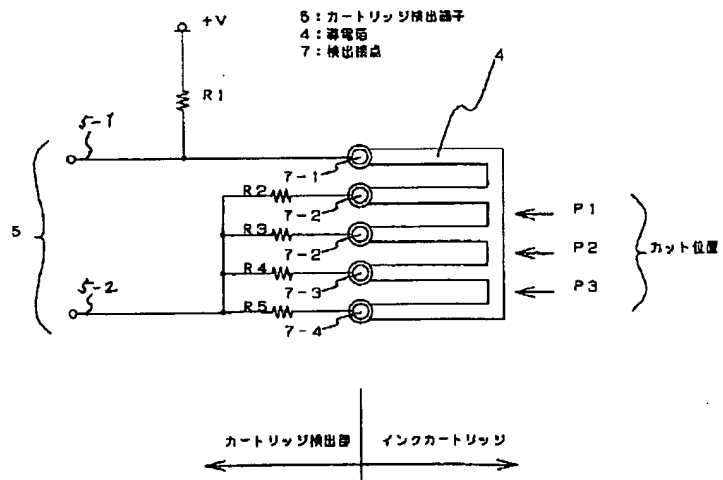 +V
5：カートリッジ検出端子
4：導電箔
7：検出接点
4
R1
5-1
7-1
R2
7-2
P1
5
R3
7-2
P2
カット位置
R4
7-3
P3
5-2
R5
7-4
カートリッジ検出部
インクカートリッジ